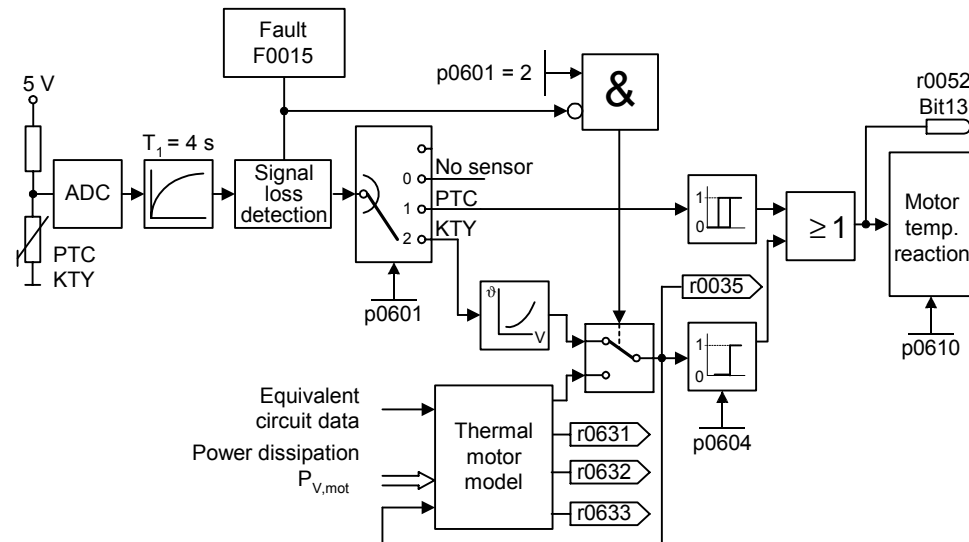 Fault
F0015
p0601 = 2
&
r0052
Bit13
5 V
T1 = 4 s
ADC
Signal
loss
detection
No sensor
0
PTC
1
KTY
2
1
0
≥ 1
Motor
temp.
reaction
PTC
KTY
p0601
ϑ
V
r0035
1
0
p0610
p0604
Equivalent
circuit data
Power dissipation
PV,mot
Thermal
motor
model
r0631
r0632
r0633